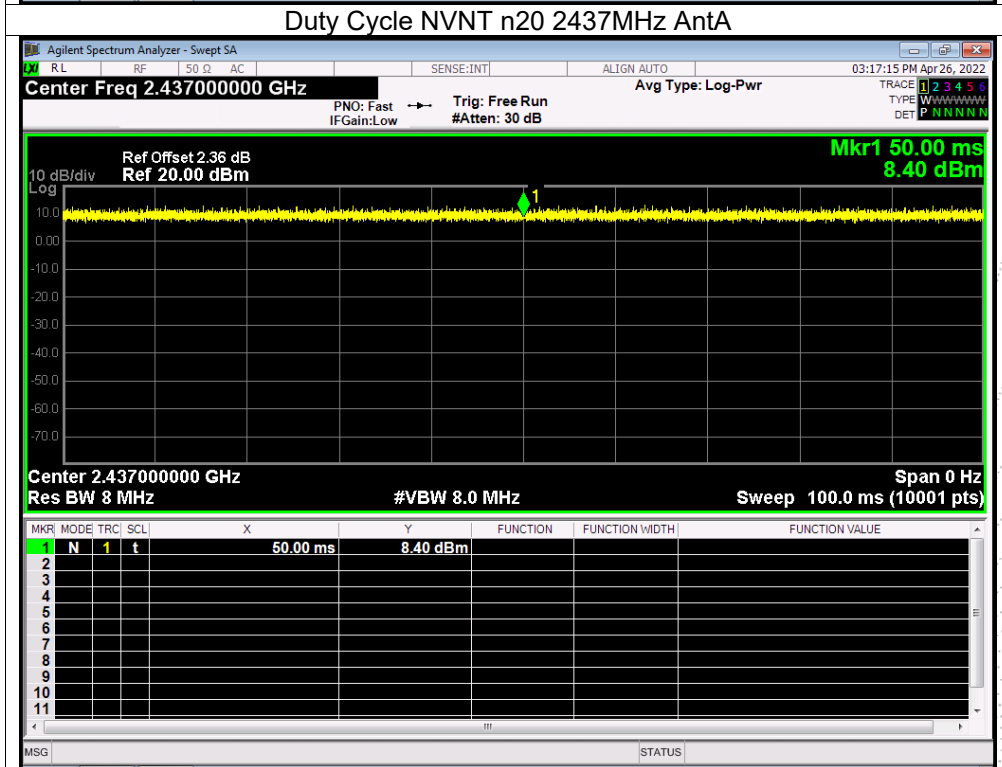 Duty Cycle NVNT n20 2437MHz AntA
Agilent Spectrum Analyzer - Swept SA
LXI RL RF 50 Ω AC SENSE:INT ALIGN AUTO 03:17:15 PM Apr 26, 2022
Center Freq 2.437000000 GHz Avg Type: Log-Pwr TRACE 1 2 3 4 5 6
PNO: Fast Trig: Free Run TYPE WWWWWW
IFGain:Low #Atten: 30 dB DET P N N N N N
Mkr1 50.00 ms
Ref Offset 2.36 dB
10 dB/div Ref 20.00 dBm 8.40 dBm
Log
1
10.0
0.00
-10.0
-20.0
-30.0
-40.0
-50.0
-60.0
-70.0
Center 2.437000000 GHz Span 0 Hz
Res BW 8 MHz #VBW 8.0 MHz Sweep 100.0 ms (10001 pts)
MKR MODE TRC SCL X Y FUNCTION FUNCTION WIDTH FUNCTION VALUE
1 N 1 t 50.00 ms 8.40 dBm
2
3
4
5
6
7
8
9
10
11
MSG STATUS